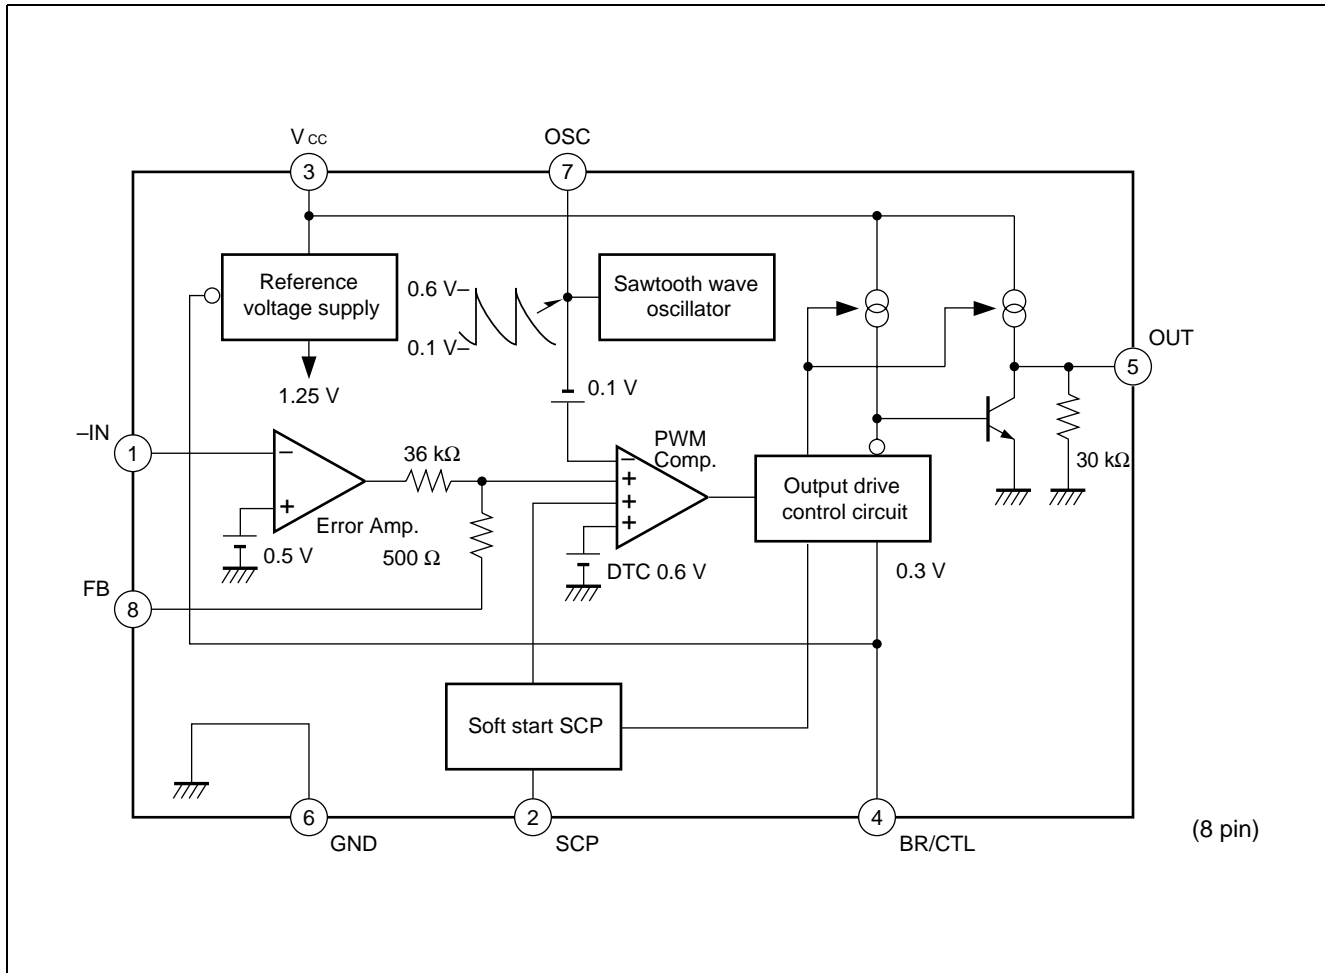 VCC
OSC
3
7
Reference
voltage supply
0.6 V
0.1 V
Sawtooth wave
oscillator
1.25 V
0.1 V
OUT
5
–IN
1
–
+
Error Amp.
0.5 V
36 kΩ
500 Ω
PWM
Comp.
–
+
+
+
DTC 0.6 V
Output drive
control circuit
30 kΩ
0.3 V
FB
8
Soft start SCP
6
GND
2
SCP
4
BR/CTL
(8 pin)